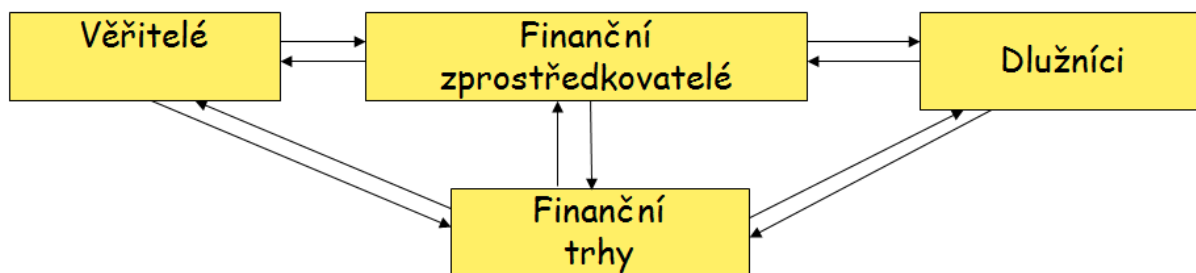 Věřitelé
Finanční
zprostředkovatelé
Dlužníci
Finanční
trhy